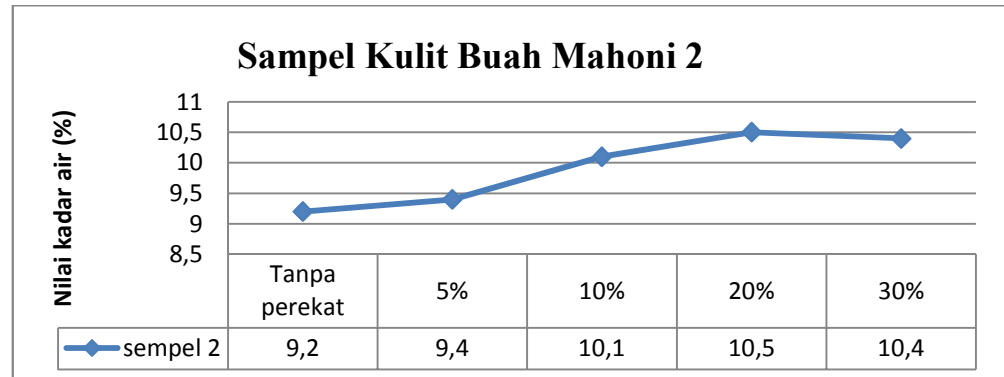 Sampel Kulit Buah Mahoni 2
Nilai kadar air (%)
11
10,5
10
9,5
9
8,5
Tanpa perekat 5% 10% 20% 30%
sempel 2 9,2 9,4 10,1 10,5 10,4